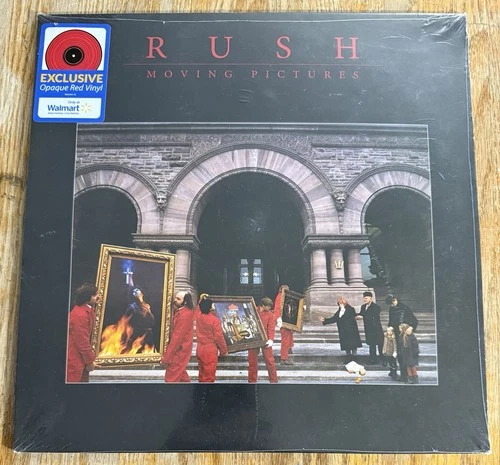 RUSH
MOVING PICTURES
EXCLUSIVE
Opaque Red Vinyl
Walmart